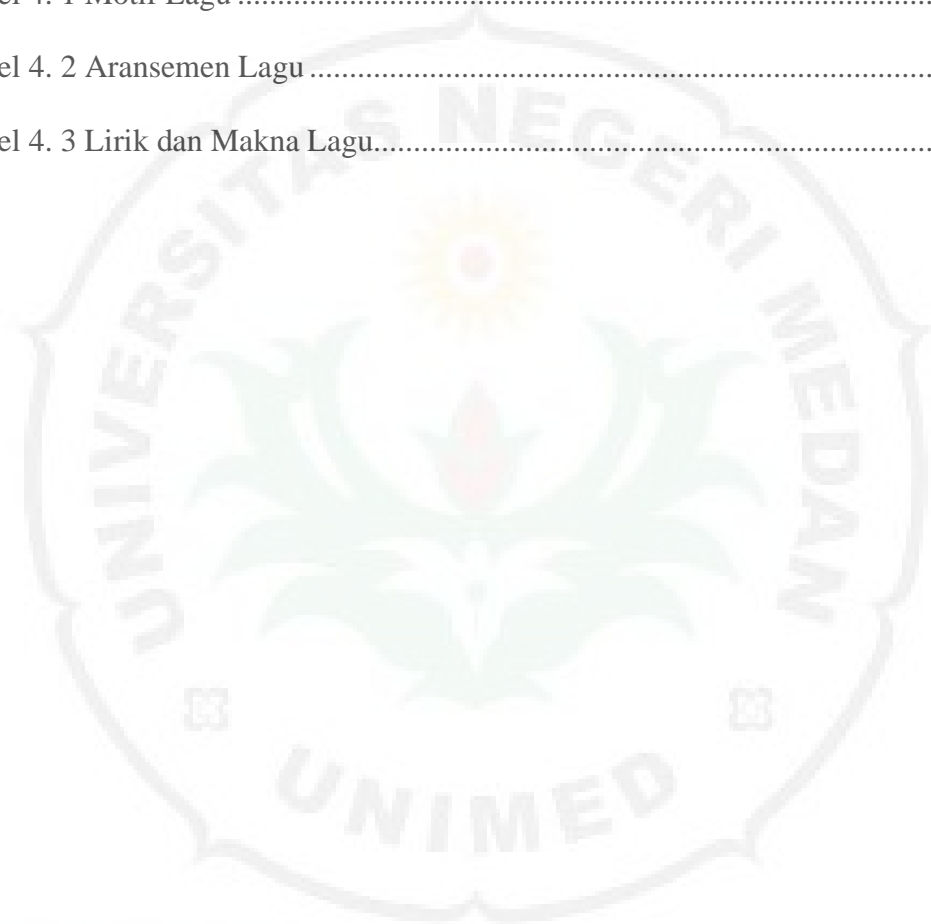 el 4. 1 Motif Lagu
el 4. 2 Aransemen Lagu
el 4. 3 Lirik dan Makna Lagu
UNIVERSITAS NEGERI MEDAN
UNIMED